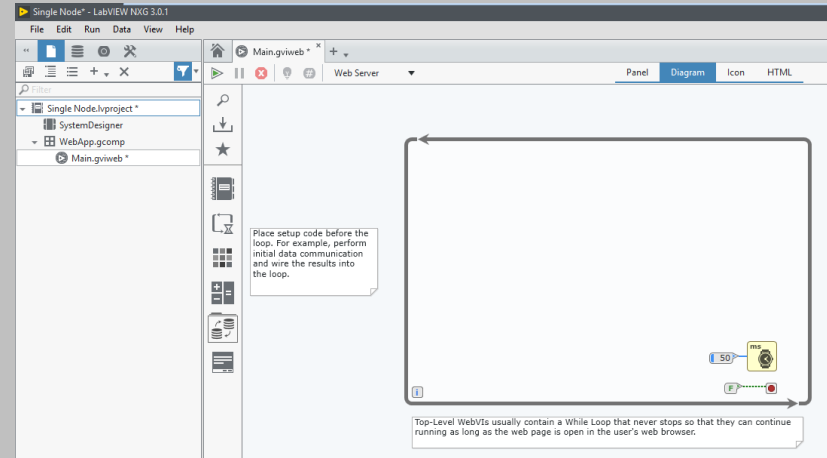 Single Node* - LabVIEW NXG 3.0.1
File Edit Run Data View Help
Main.gviweb *
Web Server
Panel Diagram Icon HTML
Filter
Single Node.lvproject *
SystemDesigner
WebApp.gcomp
Main.gviweb *
Place setup code before the
loop. For example, perform
initial data communication
and wire the results into
the loop.
ms
50
F
i
Top-Level WebVIs usually contain a While Loop that never stops so that they can continue
running as long as the web page is open in the user's web browser.